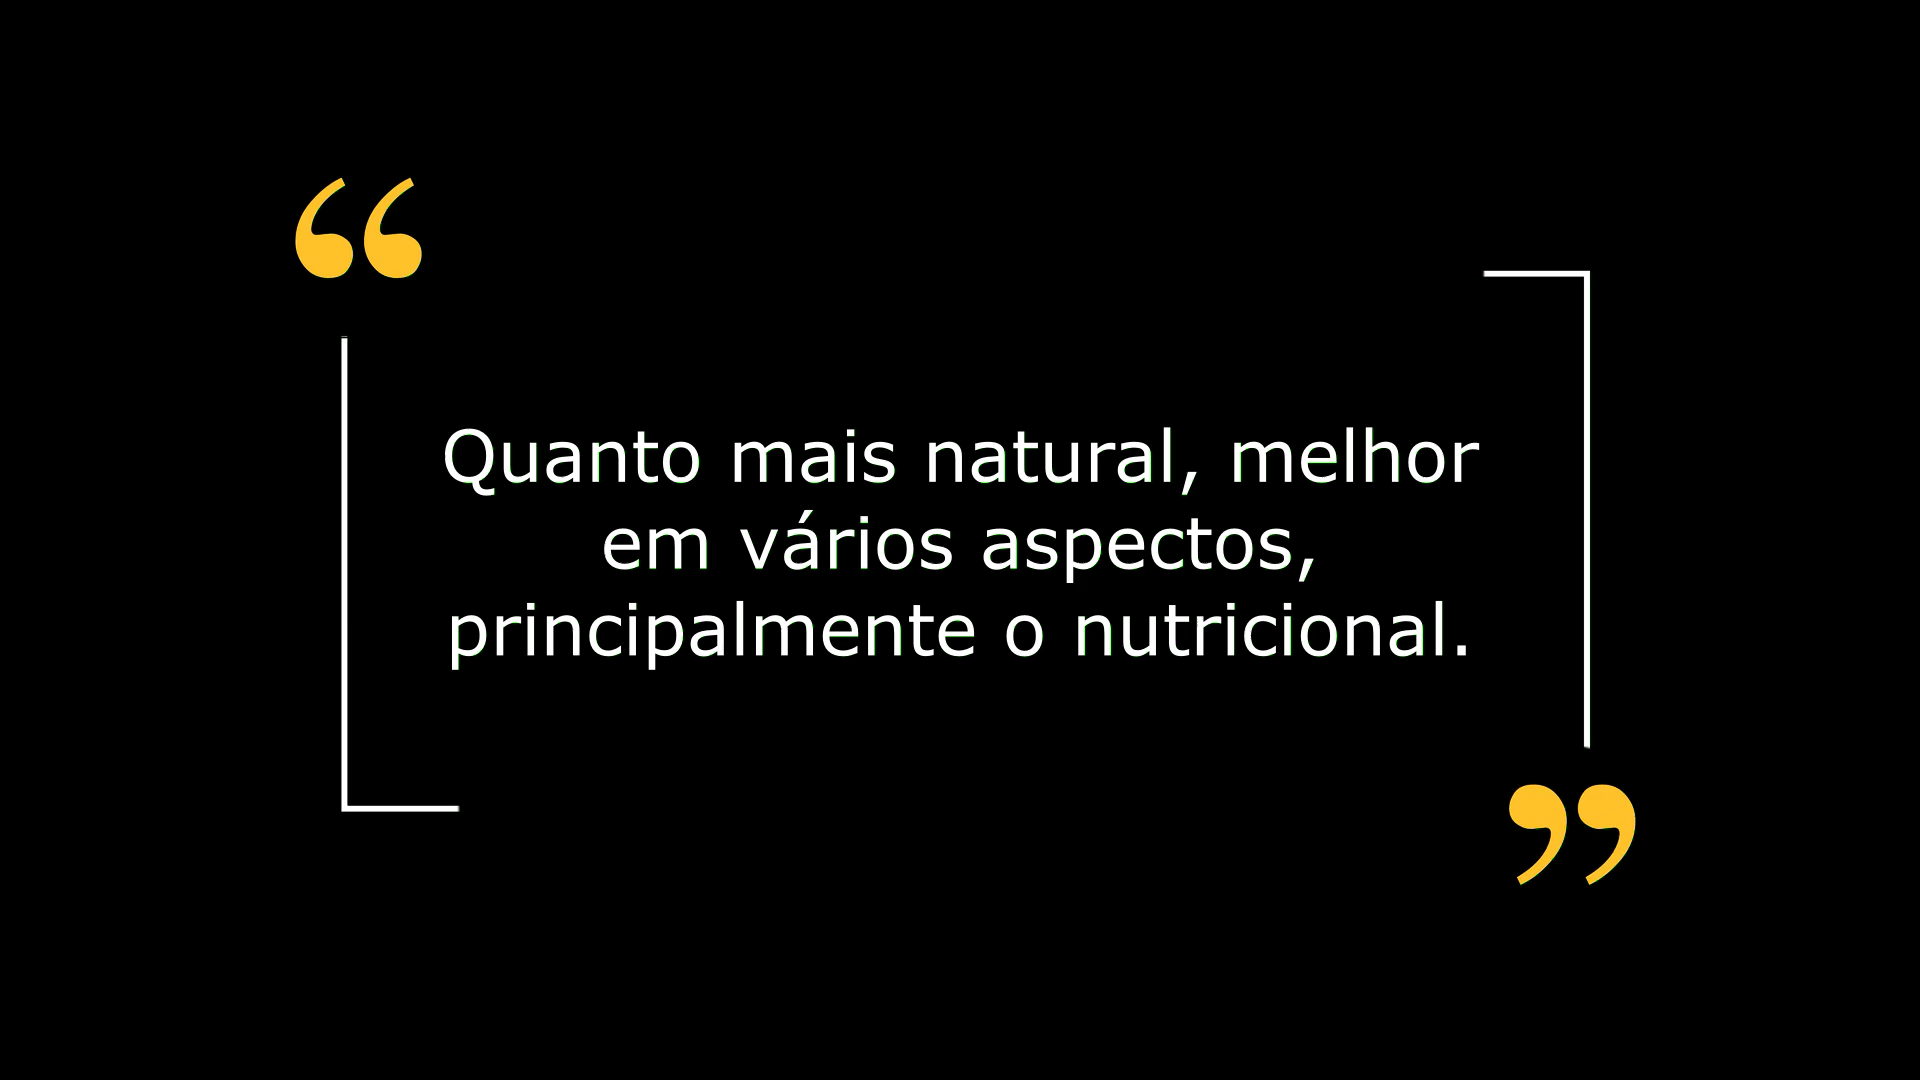 “
Quanto mais natural, melhor
em vários aspectos,
principalmente o nutricional.
”